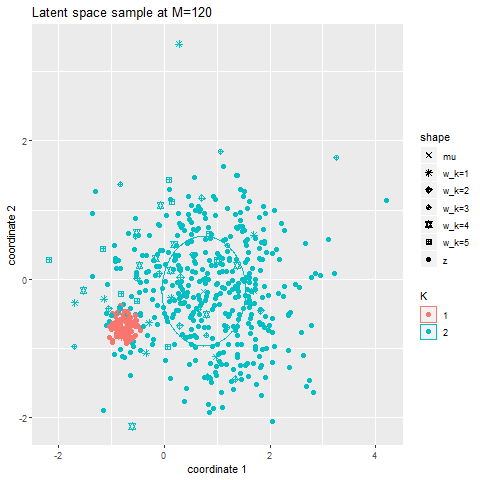 Latent space sample at M=120
coordinate 2
2
0
-2
-2
0
2
4
coordinate 1
shape
mu
w_k=1
w_k=2
w_k=3
w_k=4
w_k=5
z
K
1
2